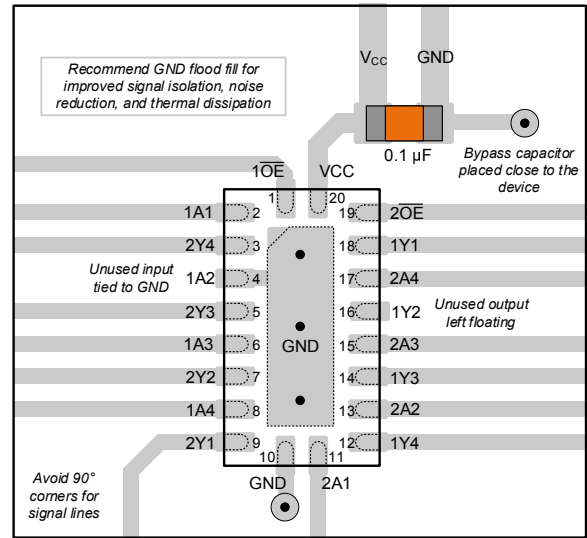 Recommend GND flood fill for
improved signal isolation, noise
reduction, and thermal dissipation
VCC GND
0.1 µF
Bypass capacitor
placed close to the
device
1O̅E̅ VCC
1 20
1A1 2 19 2O̅E̅
2Y4 3 18 1Y1
Unused input
tied to GND
1A2 4 17 2A4
2Y3 5 16 1Y2
Unused output
left floating
GND
1A3 6 15 2A3
2Y2 7 14 1Y3
1A4 8 13 2A2
2Y1 9 12 1Y4
10 11
GND 2A1
Avoid 90°
corners for
signal lines